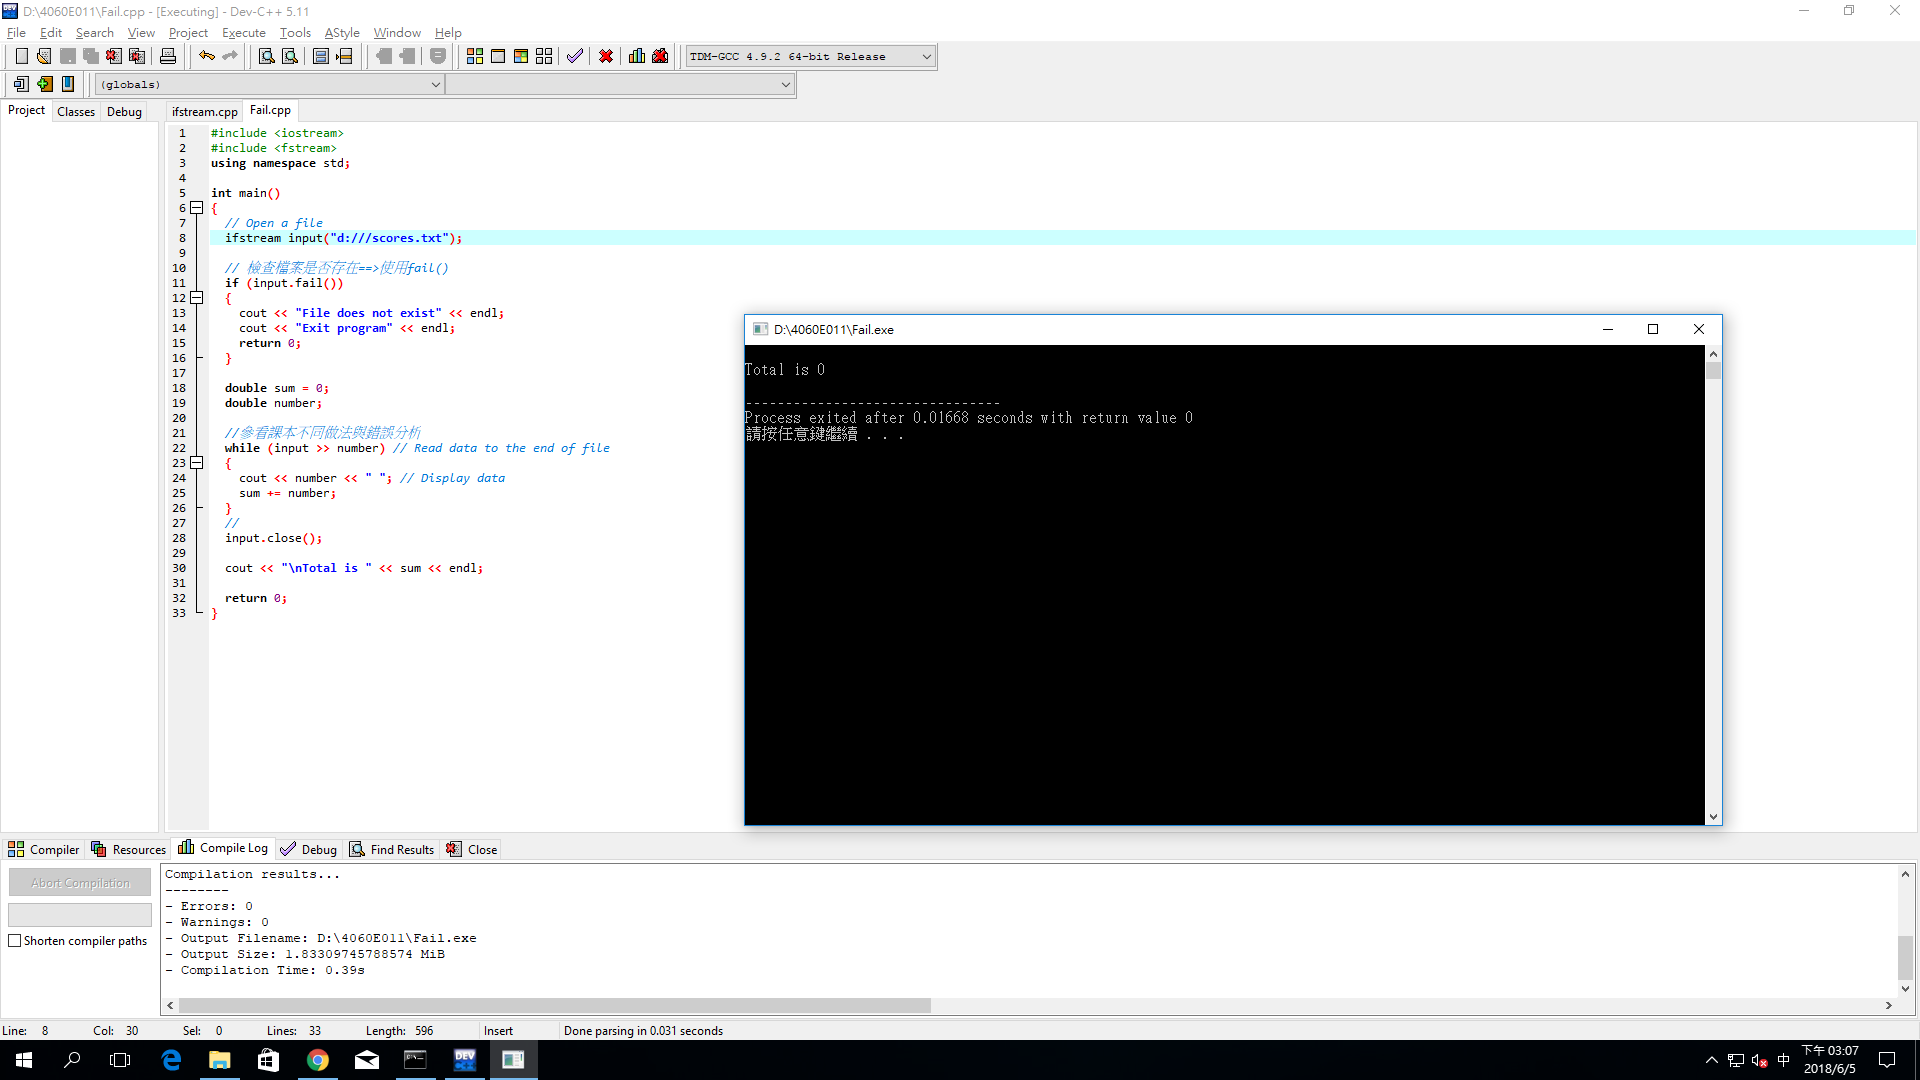 D:\4060E011\Fail.cpp - [Executing] - Dev-C++ 5.11
File Edit Search View Project Execute Tools AStyle Window Help
TDM-GCC 4.9.2 64-bit Release
(globals)
Project Classes Debug
ifstream.cpp Fail.cpp
1 #include <iostream>
2 #include <fstream>
3 using namespace std;
4
5 int main()
6 {
7 // Open a file
8 ifstream input("d:///scores.txt");
9
10 // 檢查檔案是否存在==>使用fail()
11 if (input.fail())
12 {
13 cout << "File does not exist" << endl;
14 cout << "Exit program" << endl;
15 return 0;
16 }
17
18 double sum = 0;
19 double number;
20
21 //參看課本不同做法與錯誤分析
22 while (input >> number) // Read data to the end of file
23 {
24 cout << number << " "; // Display data
25 sum += number;
26 }
27 //
28 input.close();
29
30 cout << "\nTotal is " << sum << endl;
31
32 return 0;
33 }
D:\4060E011\Fail.exe
Total is 0
--------------------------------
Process exited after 0.01668 seconds with return value 0
請按任意鍵繼續 . . .
Compiler Resources Compile Log Debug Find Results Close
Abort Compilation
Shorten compiler paths
Compilation results...
--------
- Errors: 0
- Warnings: 0
- Output Filename: D:\4060E011\Fail.exe
- Output Size: 1.83309745788574 MiB
- Compilation Time: 0.39s
Line: 8 Col: 30 Sel: 0 Lines: 33 Length: 596 Insert Done parsing in 0.031 seconds
DEV C++
中
下午 03:07
2018/6/5